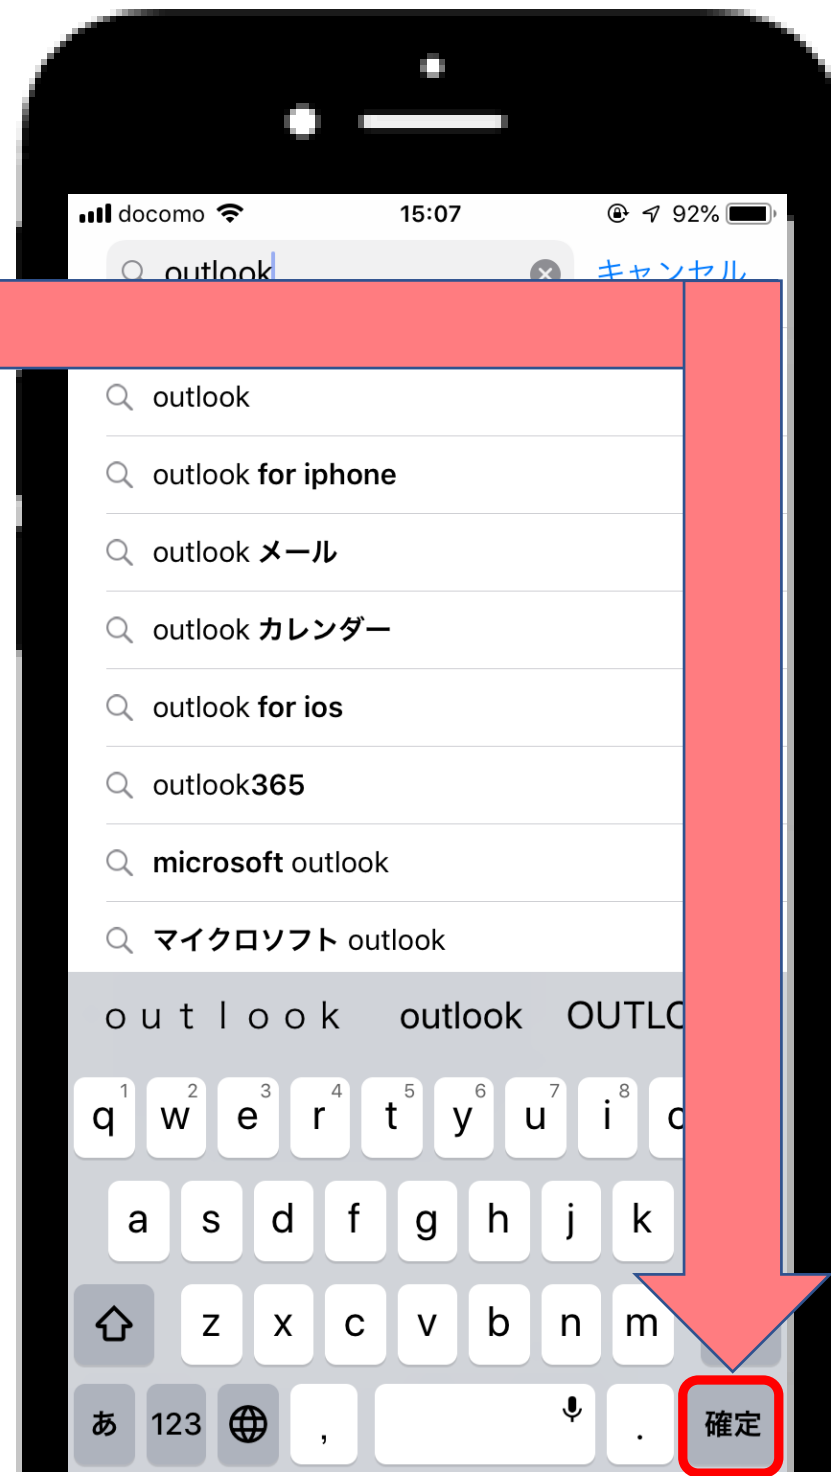 docomo 15:07 92%
outlook キャンセル
outlook
outlook for iphone
outlook メール
outlook カレンダー
outlook for ios
outlook365
microsoft outlook
マイクロソフト outlook
ｏｕｔｌｏｏｋ outlook
q 1 w 2 e 3 r 4 t 5 y 6 u 7 i 8
a s d f g h j k
z x c v b n m
あ 123 , . 確定